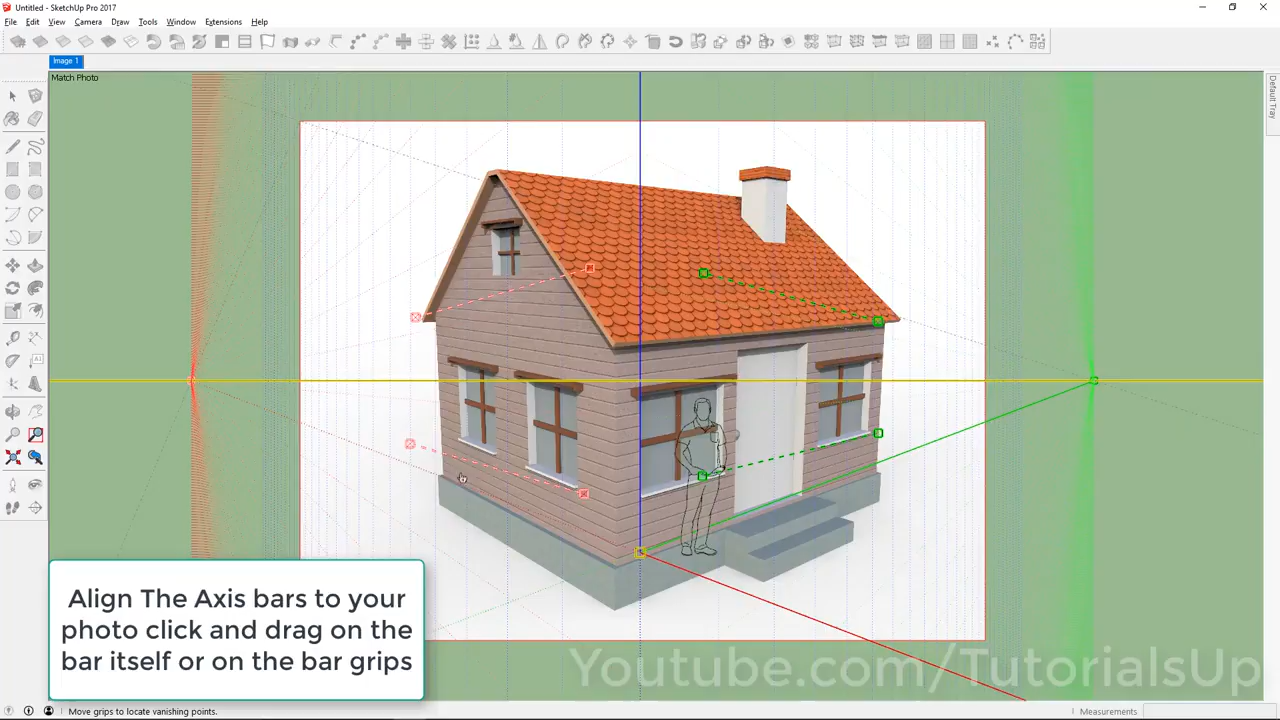 Untitled - SketchUp Pro 2017
File Edit View Camera Draw Tools Window Extensions Help
Image 1
Match Photo
Default Tray
Align The Axis bars to your
photo click and drag on the
bar itself or on the bar grips
Youtube.com/TutorialsUp
Move grips to locate vanishing points.
Measurements